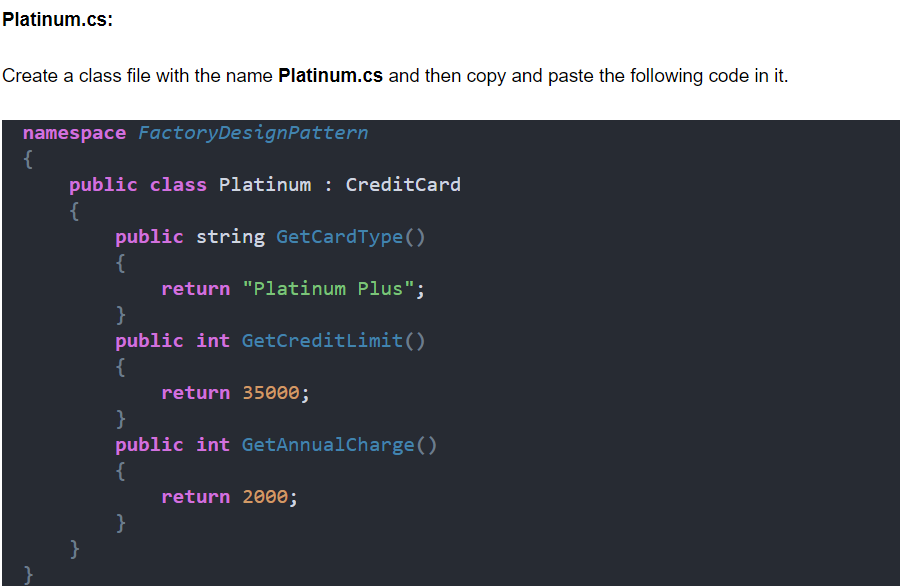 Platinum.cs:
Create a class file with the name Platinum.cs and then copy and paste the following code in it.
namespace FactoryDesignPattern
{
    public class Platinum : CreditCard
    {
        public string GetCardType()
        {
            return "Platinum Plus";
        }
        public int GetCreditLimit()
        {
            return 35000;
        }
        public int GetAnnualCharge()
        {
            return 2000;
        }
    }
}